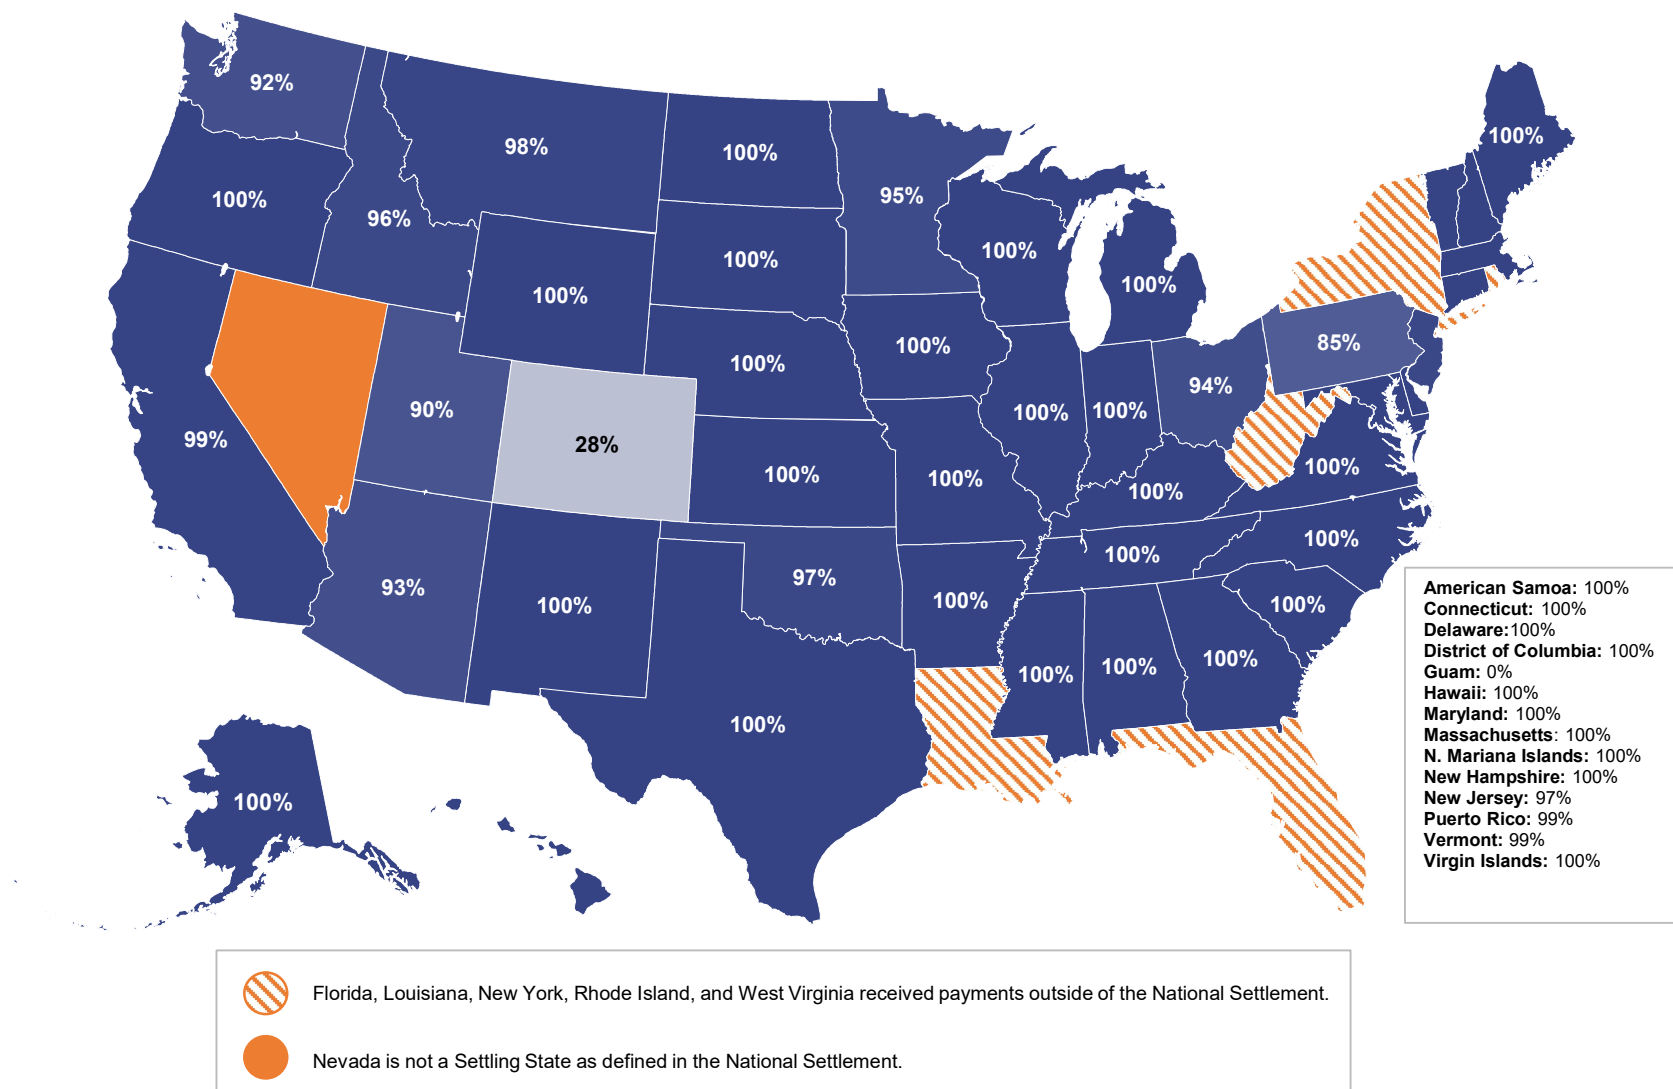 92%
98%
100%
100%
100%
95%
96%
100%
100%
100%
100%
100%
100%
85%
100%
94%
90%
100%
100%
28%
99%
100%
100%
100%
100%
100%
100%
97%
93%
100%
100%
100%
100%
100%
100%
100%
100%
American Samoa: 100%
Connecticut: 100%
Delaware:100%
District of Columbia: 100%
Guam: 0%
Hawaii: 100%
Maryland: 100%
Massachusetts: 100%
N. Mariana Islands: 100%
New Hampshire: 100%
New Jersey: 97%
Puerto Rico: 99%
Vermont: 99%
Virgin Islands: 100%
Florida, Louisiana, New York, Rhode Island, and West Virginia received payments outside of the National Settlement.
Nevada is not a Settling State as defined in the National Settlement.